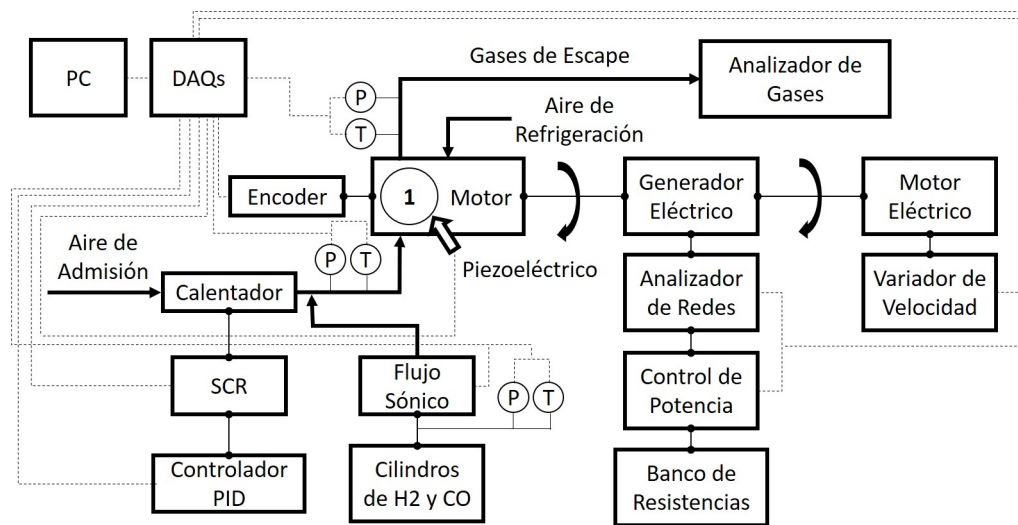 PC
DAQs
Gases de Escape
Analizador de
Gases
P
T
Aire de
Refrigeración
Encoder
1
Motor
Generador
Eléctrico
Motor
Eléctrico
Aire de
Admisión
P
T
Piezoeléctrico
Calentador
Analizador
de Redes
Variador de
Velocidad
SCR
Flujo
Sónico
P
T
Control de
Potencia
Controlador
PID
Cilindros
de H2 y CO
Banco de
Resistencias